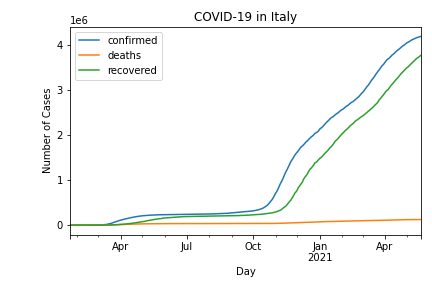 COVID-19 in Italy
1e6
confirmed
deaths
recovered
Number of Cases
4
3
2
1
0
Apr Jul Oct Jan Apr
2021
Day